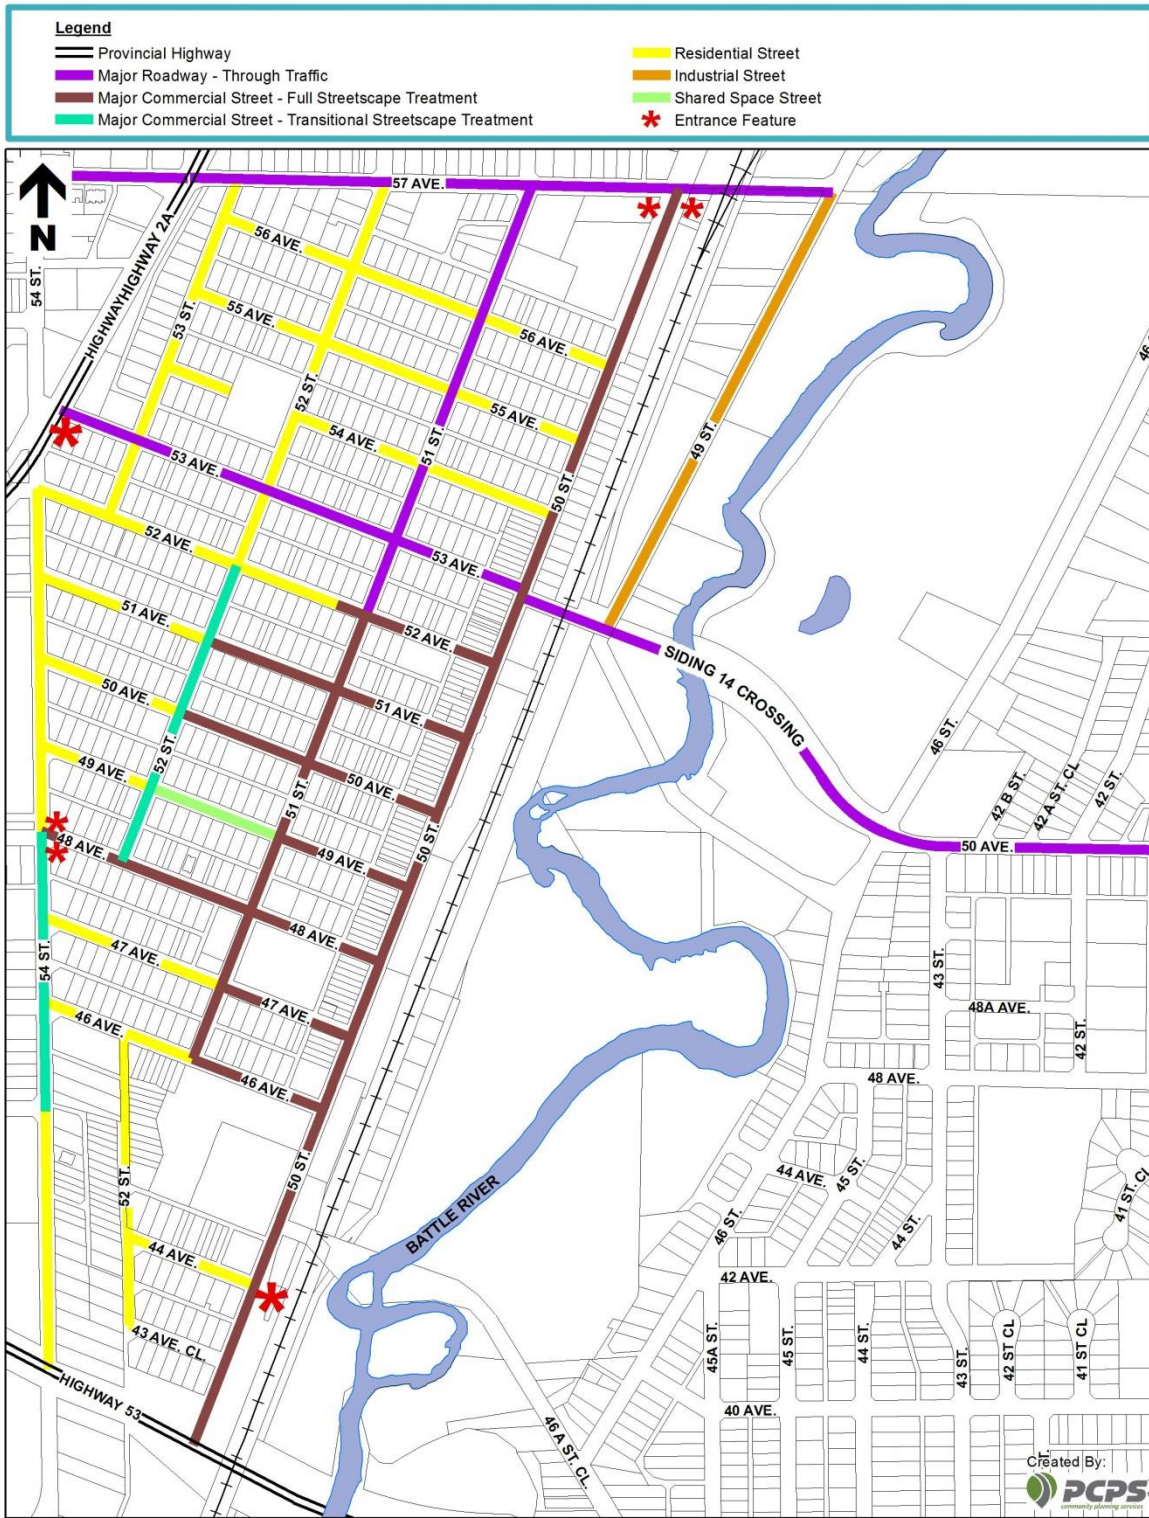 Legend
Provincial Highway
Major Roadway - Through Traffic
Major Commercial Street - Full Streetscape Treatment
Major Commercial Street - Transitional Streetscape Treatment
Residential Street
Industrial Street
Shared Space Street
Entrance Feature
N
57 AVE.
54 ST.
HIGHWAYHIGHWAY 2A
56 AVE.
53 ST.
55 AVE.
56 AVE.
46
52 ST.
55 AVE.
54 AVE.
51 ST.
49 ST.
53 AVE.
50 ST.
52 AVE.
53 AVE.
51 AVE.
52 AVE.
SIDING 14 CROSSING
50 AVE.
51 AVE.
46 ST.
52 ST.
49 AVE.
50 AVE.
51 ST.
42 B ST.
42 A ST. CL
42 ST.
48 AVE.
49 AVE.
50 ST.
50 AVE.
48 AVE.
47 AVE.
54 ST.
43 ST.
48A AVE.
47 AVE.
46 AVE.
42 ST.
46 AVE.
48 AVE.
50 ST.
52 ST.
44 AVE.
45 ST.
41 ST. CL
BATTLE RIVER
46 ST.
44 ST.
44 AVE.
42 AVE.
43 AVE. CL.
45A ST.
45 ST.
44 ST.
43 ST.
42 ST CL
41 ST CL
HIGHWAY 53
46 A ST. CL.
40 AVE.
T.
Created By:
PCPS
community planning services